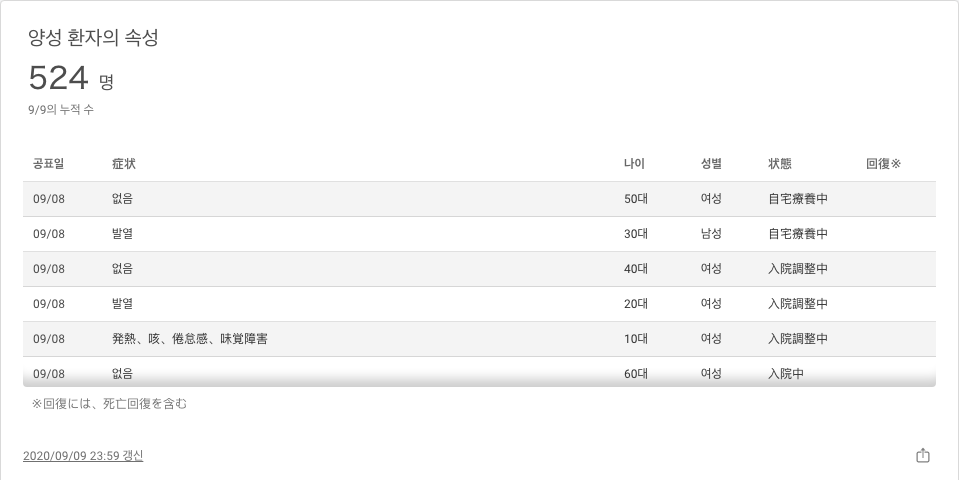 양성 환자의 속성
524 명
9/9의 누적 수
공표일 症状 나이 성별 状態 回復※
09/08 없음 50대 여성 自宅療養中
09/08 발열 30대 남성 自宅療養中
09/08 없음 40대 여성 入院調整中
09/08 발열 20대 여성 入院調整中
09/08 発熱、咳、倦怠感、味覚障害 10대 여성 入院調整中
09/08 없음 60대 여성 入院中
※回復には、死亡回復を含む
2020/09/09 23:59 갱신